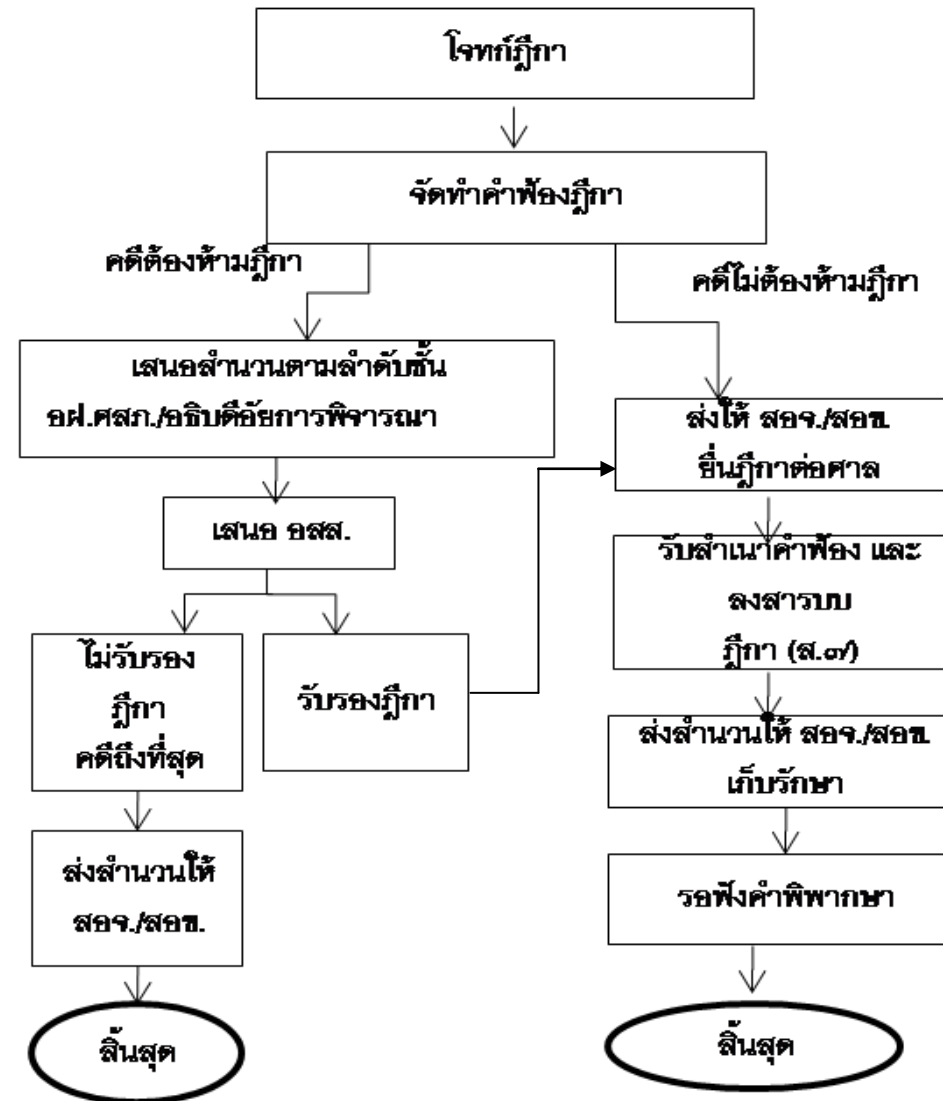 โจทก์ฎีกา
จัดทำคำฟ้องฎีกา
คดีต้องห้ามฎีกา
คดีไม่ต้องห้ามฎีกา
เสนอสำนวนตามลำดับชั้น
อฝ.ศสภ./อธิบดีอัยการพิจารณา
ส่งให้ สอจ./สอข.
ยื่นฎีกาต่อศาล
เสนอ อสส.
รับสำเนาคำฟ้อง และ
ลงสารบบ
ฎีกา (ส.๗)
ไม่รับรอง
ฎีกา
คดีถึงที่สุด
รับรองฎีกา
ส่งสำนวนให้ สอจ./สอข.
เก็บรักษา
ส่งสำนวนให้
สอจ./สอข.
รอฟังคำพิพากษา
สิ้นสุด
สิ้นสุด